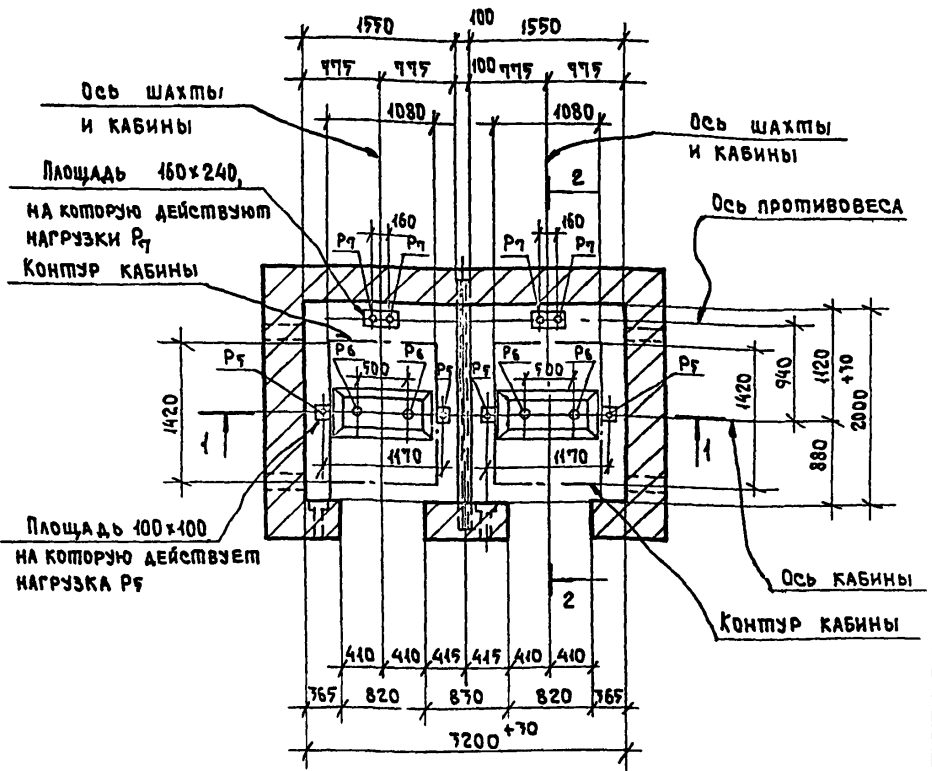 1550
100
1550
775
775
100
775
775
Ось шахты
и кабины
1080
1080
Ось шахты
и кабины
2
Площадь 160×240,
на которую действуют
нагрузки P7
160
160
Ось противовеса
P7
P7
P7
P7
Контур кабины
P5
P6
P6
P5
P6
P6
P5
500
500
1420
1420
940
1120
+30
2000
880
1
1
1170
1170
Площадь 100×100
на которую действует
нагрузка P5
2
Ось кабины
Контур кабины
410
410
415
415
410
410
365
820
830
820
365
3200 +30